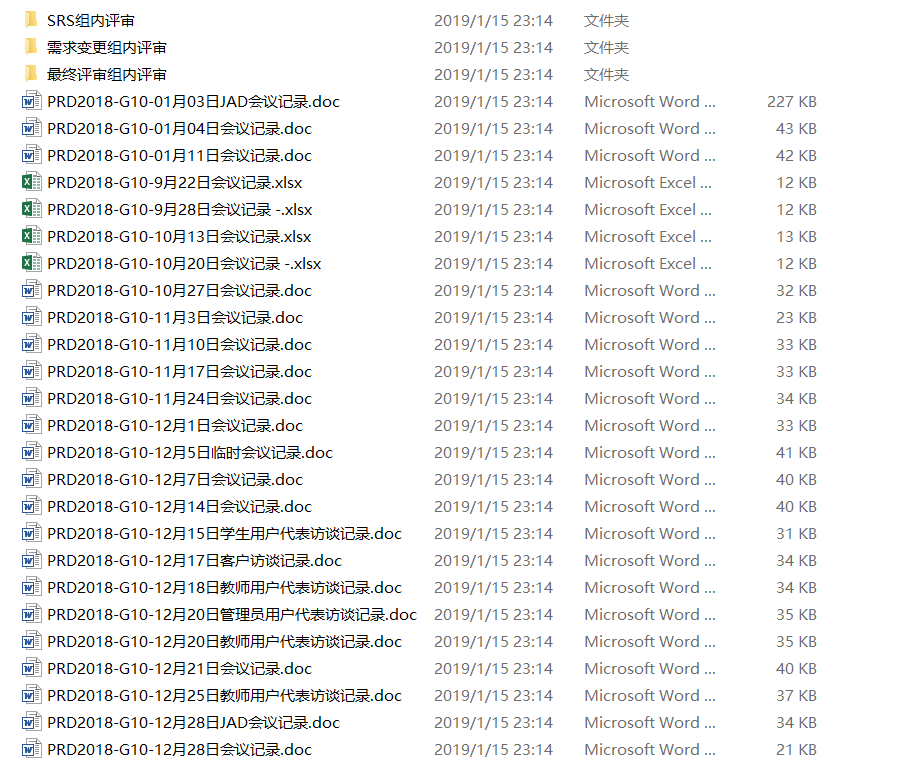 SRS组内评审 2019/1/15 23:14 文件夹
需求变更组内评审 2019/1/15 23:14 文件夹
最终评审组内评审 2019/1/15 23:14 文件夹
PRD2018-G10-01月03日JAD会议记录.doc 2019/1/15 23:14 Microsoft Word ... 227 KB
PRD2018-G10-01月04日会议记录.doc 2019/1/15 23:14 Microsoft Word ... 43 KB
PRD2018-G10-01月11日会议记录.doc 2019/1/15 23:14 Microsoft Word ... 42 KB
PRD2018-G10-9月22日会议记录.xlsx 2019/1/15 23:14 Microsoft Excel ... 12 KB
PRD2018-G10-9月28日会议记录 -.xlsx 2019/1/15 23:14 Microsoft Excel ... 12 KB
PRD2018-G10-10月13日会议记录.xlsx 2019/1/15 23:14 Microsoft Excel ... 13 KB
PRD2018-G10-10月20日会议记录 -.xlsx 2019/1/15 23:14 Microsoft Excel ... 12 KB
PRD2018-G10-10月27日会议记录.doc 2019/1/15 23:14 Microsoft Word ... 32 KB
PRD2018-G10-11月3日会议记录.doc 2019/1/15 23:14 Microsoft Word ... 23 KB
PRD2018-G10-11月10日会议记录.doc 2019/1/15 23:14 Microsoft Word ... 33 KB
PRD2018-G10-11月17日会议记录.doc 2019/1/15 23:14 Microsoft Word ... 33 KB
PRD2018-G10-11月24日会议记录.doc 2019/1/15 23:14 Microsoft Word ... 34 KB
PRD2018-G10-12月1日会议记录.doc 2019/1/15 23:14 Microsoft Word ... 33 KB
PRD2018-G10-12月5日临时会议记录.doc 2019/1/15 23:14 Microsoft Word ... 41 KB
PRD2018-G10-12月7日会议记录.doc 2019/1/15 23:14 Microsoft Word ... 40 KB
PRD2018-G10-12月14日会议记录.doc 2019/1/15 23:14 Microsoft Word ... 40 KB
PRD2018-G10-12月15日学生用户代表访谈记录.doc 2019/1/15 23:14 Microsoft Word ... 31 KB
PRD2018-G10-12月17日客户访谈记录.doc 2019/1/15 23:14 Microsoft Word ... 34 KB
PRD2018-G10-12月18日教师用户代表访谈记录.doc 2019/1/15 23:14 Microsoft Word ... 34 KB
PRD2018-G10-12月20日管理员用户代表访谈记录.doc 2019/1/15 23:14 Microsoft Word ... 35 KB
PRD2018-G10-12月20日教师用户代表访谈记录.doc 2019/1/15 23:14 Microsoft Word ... 35 KB
PRD2018-G10-12月21日会议记录.doc 2019/1/15 23:14 Microsoft Word ... 40 KB
PRD2018-G10-12月25日教师用户代表访谈记录.doc 2019/1/15 23:14 Microsoft Word ... 37 KB
PRD2018-G10-12月28日JAD会议记录.doc 2019/1/15 23:14 Microsoft Word ... 34 KB
PRD2018-G10-12月28日会议记录.doc 2019/1/15 23:14 Microsoft Word ... 21 KB